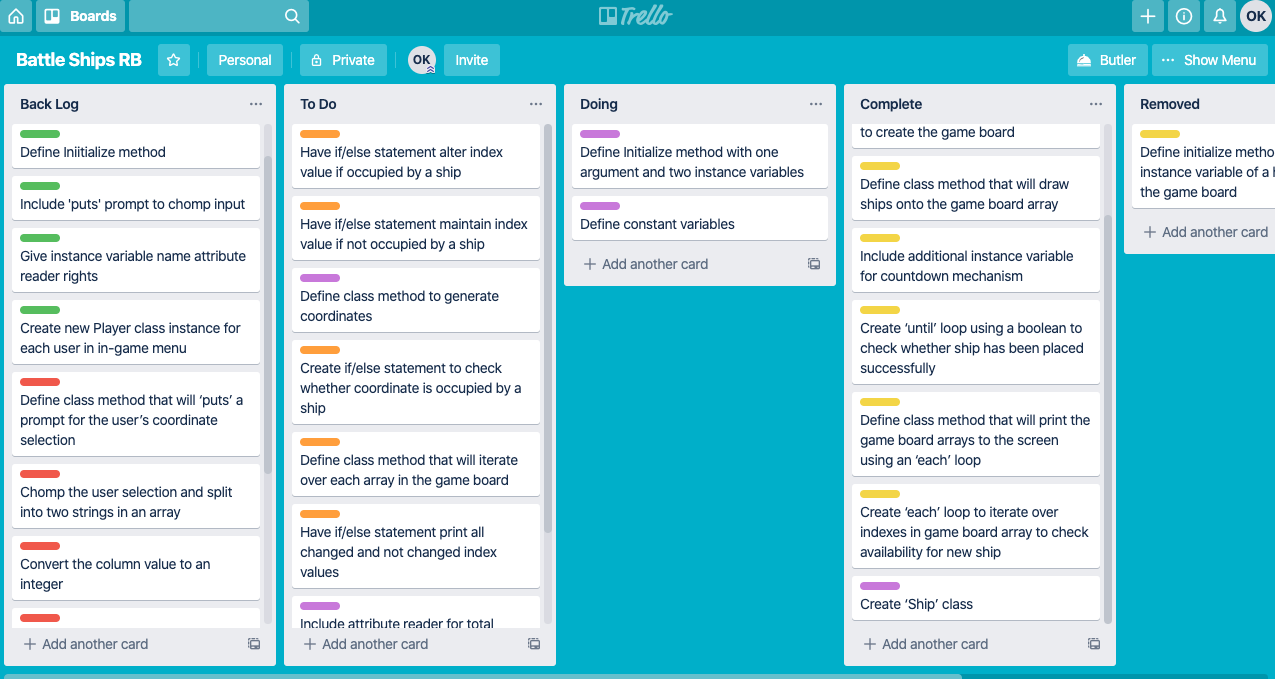 Boards
Trello
OK
Battle Ships RB
Personal
Private
OK
Invite
Butler
Show Menu
Back Log
Define Iniitialize method
Include 'puts' prompt to chomp input
Give instance variable name attribute
reader rights
Create new Player class instance for
each user in in-game menu
Define class method that will ‘puts’ a
prompt for the user’s coordinate
selection
Chomp the user selection and split
into two strings in an array
Convert the column value to an
integer
Add another card
To Do
Have if/else statement alter index
value if occupied by a ship
Have if/else statement maintain index
value if not occupied by a ship
Define class method to generate
coordinates
Create if/else statement to check
whether coordinate is occupied by a
ship
Define class method that will iterate
over each array in the game board
Have if/else statement print all
changed and not changed index
values
Include attribute reader for total
Add another card
Doing
Define Initialize method with one
argument and two instance variables
Define constant variables
Add another card
Complete
to create the game board
Define class method that will draw
ships onto the game board array
Include additional instance variable
for countdown mechanism
Create ‘until’ loop using a boolean to
check whether ship has been placed
successfully
Define class method that will print the
game board arrays to the screen
using an ‘each’ loop
Create ‘each’ loop to iterate over
indexes in game board array to check
availability for new ship
Create ‘Ship’ class
Add another card
Removed
Define initialize metho
instance variable of a
the game board
Add another card